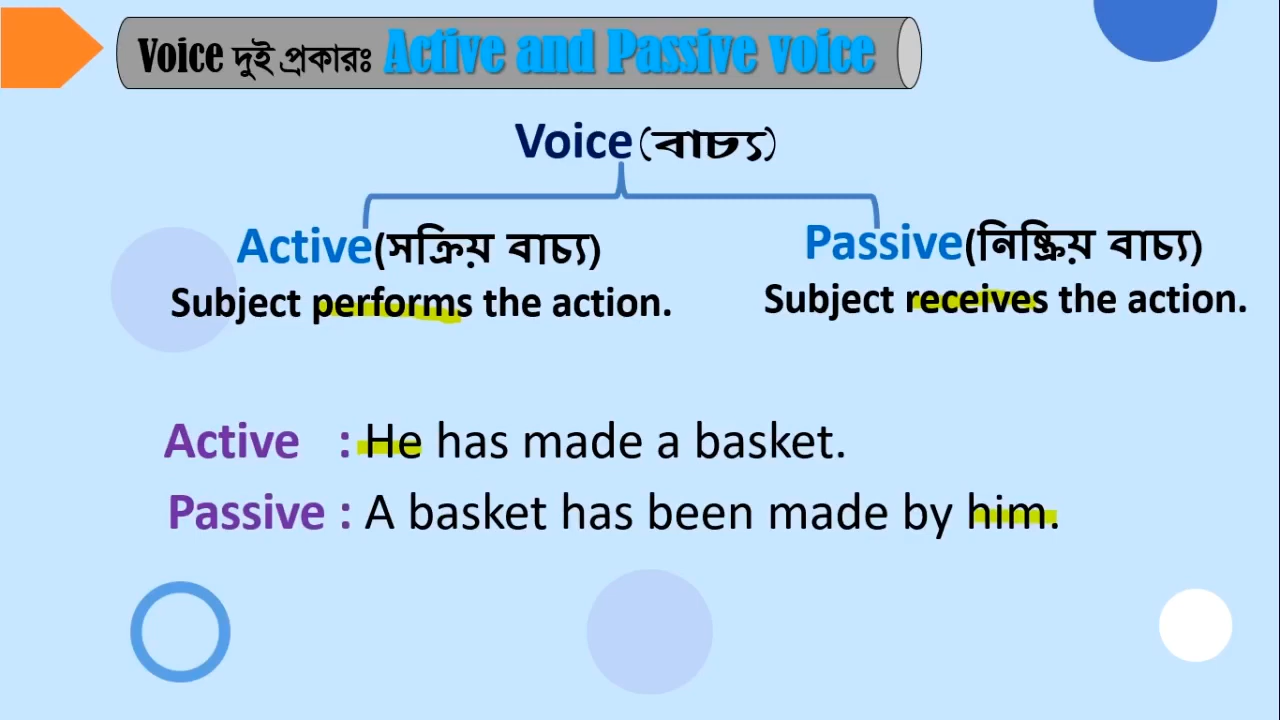 Voice দুই প্রকারঃ Active and Passive voice
Voice(বাচ্য)
Active(সক্রিয় বাচ্য)
Subject performs the action.
Passive(নিষ্ক্রিয় বাচ্য)
Subject receives the action.
Active : He has made a basket.
Passive : A basket has been made by him.